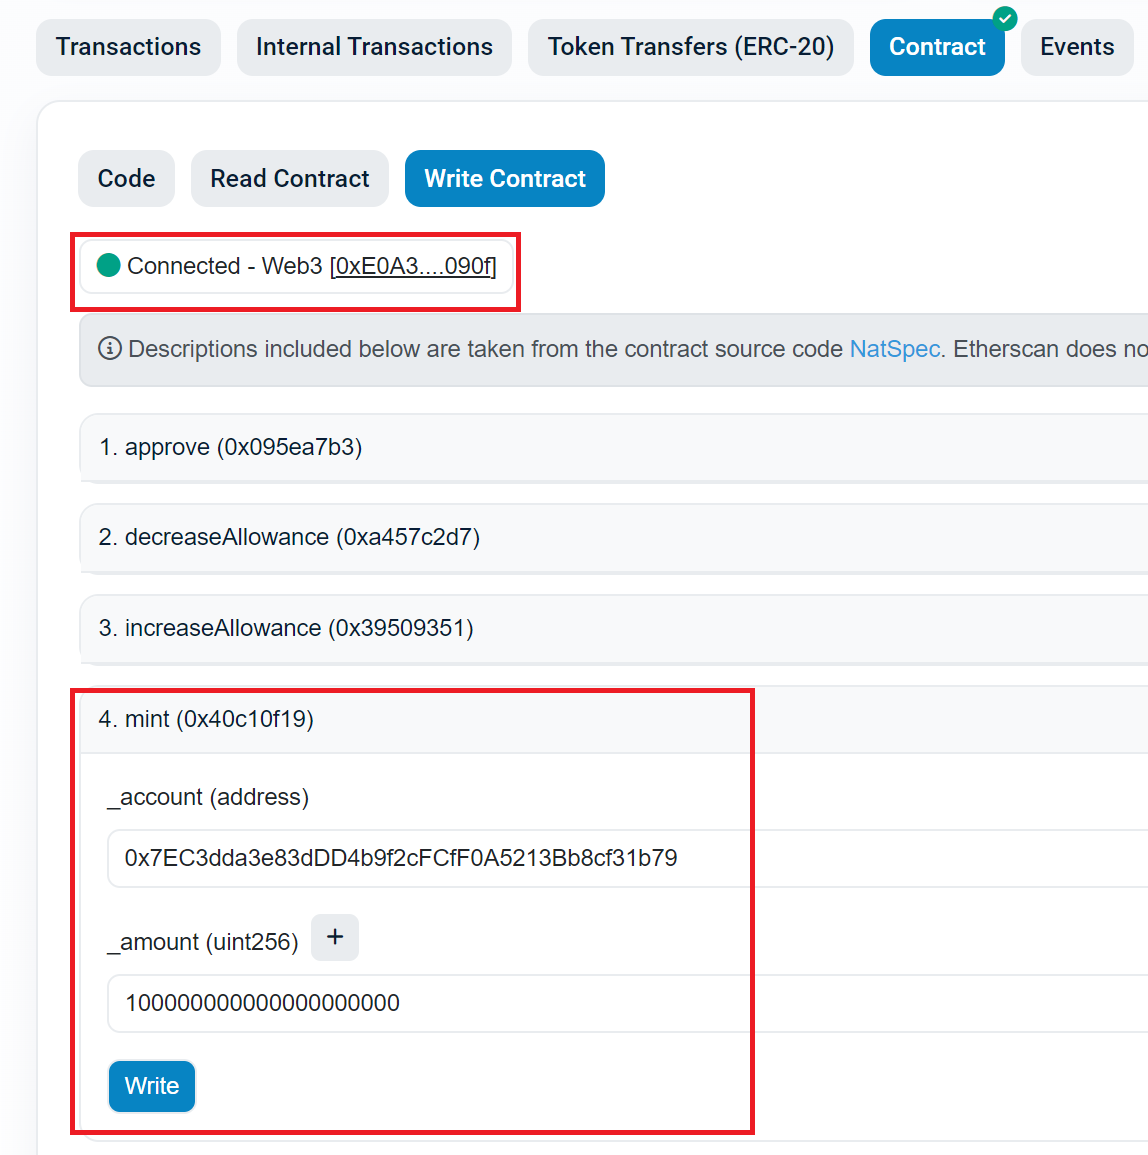 Transactions
Internal Transactions
Token Transfers (ERC-20)
Contract
Events
Code
Read Contract
Write Contract
Connected - Web3 [0xE0A3....090f]
Descriptions included below are taken from the contract source code NatSpec. Etherscan does no
1. approve (0x095ea7b3)
2. decreaseAllowance (0xa457c2d7)
3. increaseAllowance (0x39509351)
4. mint (0x40c10f19)
_account (address)
0x7EC3dda3e83dDD4b9f2cFCfF0A5213Bb8cf31b79
_amount (uint256) +
100000000000000000000
Write